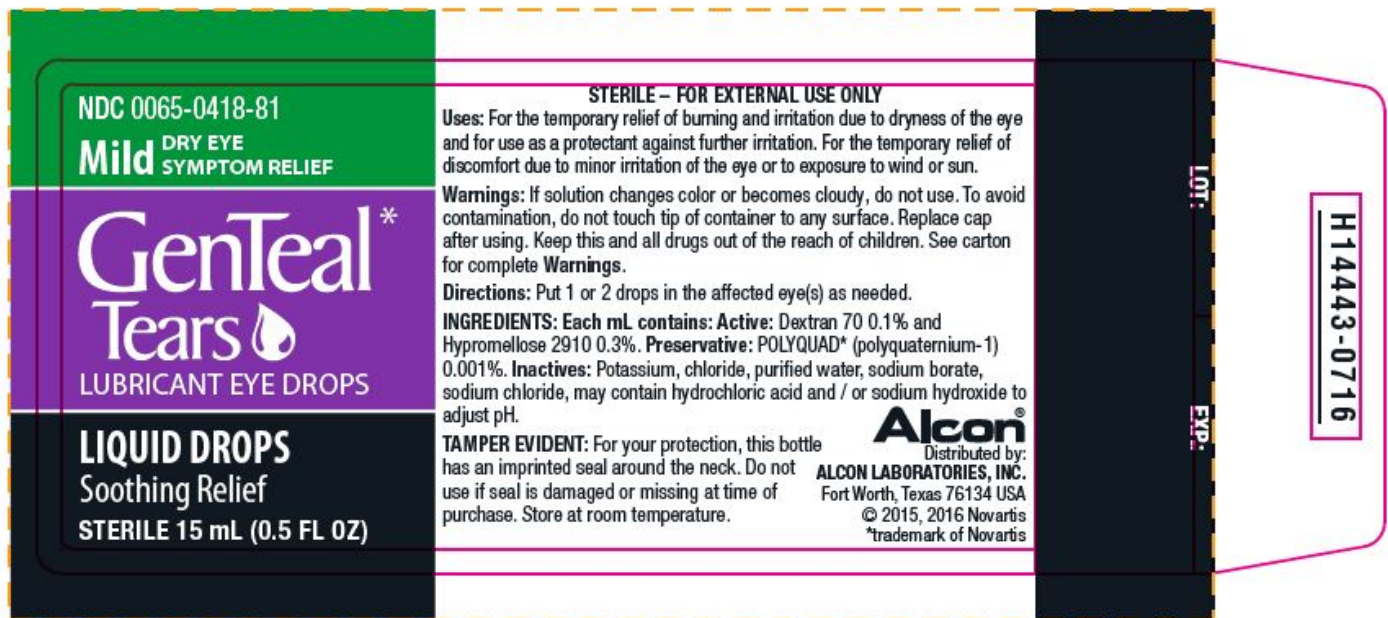 NDC 0065-0418-81
Mild DRY EYE
SYMPTOM RELIEF
GenTeal*
Tears
LUBRICANT EYE DROPS
LIQUID DROPS
Soothing Relief
STERILE 15 mL (0.5 FL OZ)
STERILE – FOR EXTERNAL USE ONLY
Uses: For the temporary relief of burning and irritation due to dryness of the eye
and for use as a protectant against further irritation. For the temporary relief of
discomfort due to minor irritation of the eye or to exposure to wind or sun.
Warnings: If solution changes color or becomes cloudy, do not use. To avoid
contamination, do not touch tip of container to any surface. Replace cap
after using. Keep this and all drugs out of the reach of children. See carton
for complete Warnings.
Directions: Put 1 or 2 drops in the affected eye(s) as needed.
INGREDIENTS: Each mL contains: Active: Dextran 70 0.1% and
Hypromellose 2910 0.3%. Preservative: POLYQUAD* (polyquaternium-1)
0.001%. Inactives: Potassium, chloride, purified water, sodium borate,
sodium chloride, may contain hydrochloric acid and / or sodium hydroxide to
adjust pH.
TAMPER EVIDENT: For your protection, this bottle
has an imprinted seal around the neck. Do not
use if seal is damaged or missing at time of
purchase. Store at room temperature.
Alcon®
Distributed by:
ALCON LABORATORIES, INC.
Fort Worth, Texas 76134 USA
© 2015, 2016 Novartis
*trademark of Novartis
LOT:
EXP.
H14443-0716